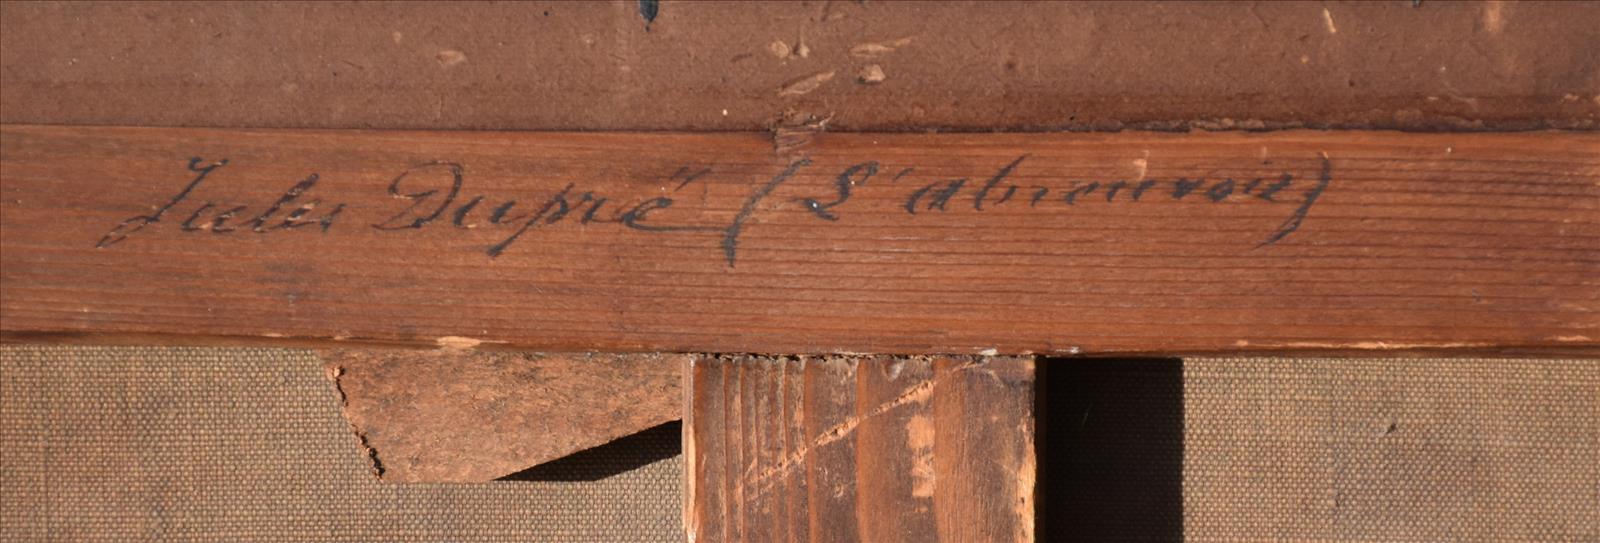 Jules Dupré (L'abreuvoir)